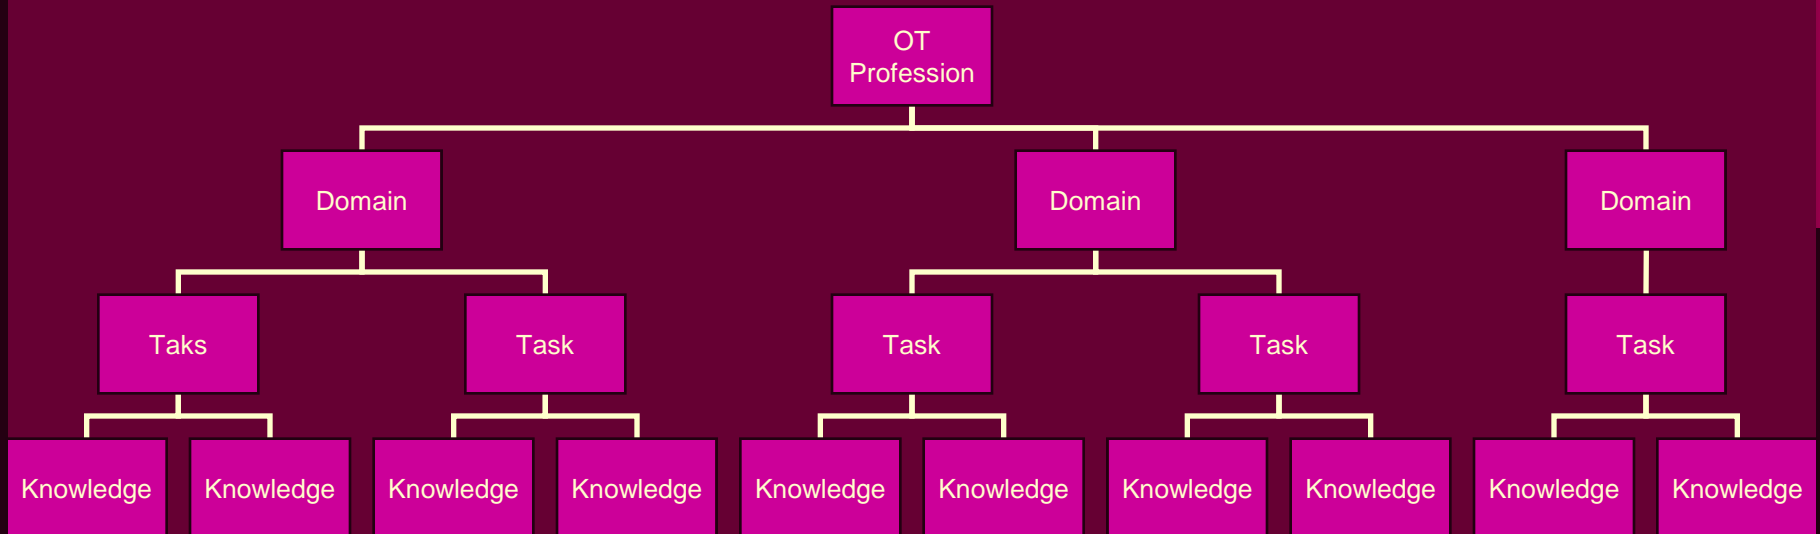 OT
Profession
Domain
Domain
Domain
Taks
Task
Task
Task
Task
Knowledge
Knowledge
Knowledge
Knowledge
Knowledge
Knowledge
Knowledge
Knowledge
Knowledge
Knowledge